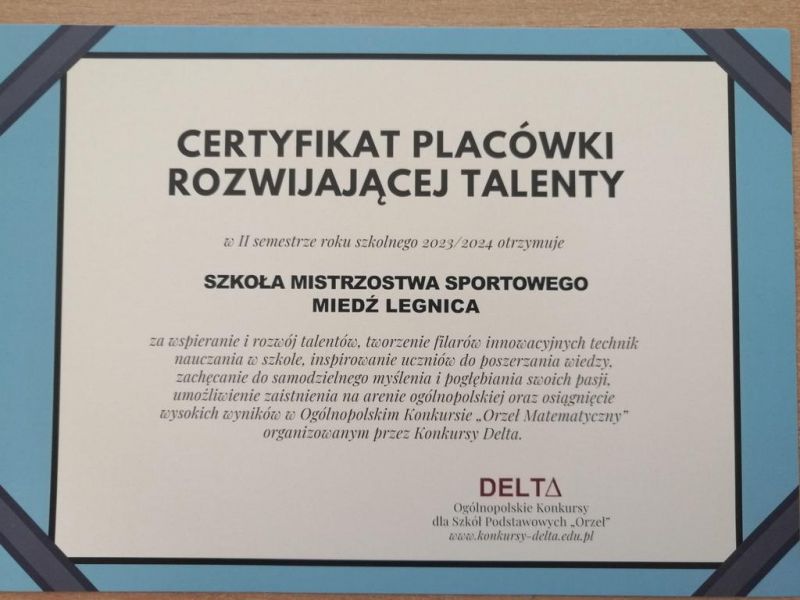 CERTYFIKAT PLACÓWKI
ROZWIJAJĄCEJ TALENTY
w II semestrze roku szkolnego 2023/2024 otrzymuje
SZKOŁA MISTRZOSTWA SPORTOWEGO
MIEDŹ LEGNICA
za wspieranie i rozwój talentów, tworzenie filarów innowacyjnych technik
nauczania w szkole, inspirowanie uczniów do poszerzania wiedzy,
zachęcanie do samodzielnego myślenia i pogłębiania swoich pasji,
umożliwienie zaistnienia na arenie ogólnopolskiej oraz osiągnięcie
wysokich wyników w Ogólnopolskim Konkursie „Orzeł Matematyczny”
organizowanym przez Konkursy Delta.
DELTΔ
Ogólnopolskie Konkursy
dla Szkół Podstawowych „Orzeł”
www.konkursy-delta.edu.pl